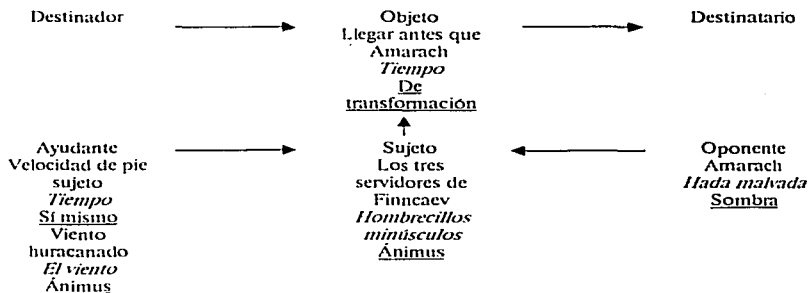 Destinador
Objeto
Llegar antes que
Amarach
Tiempo
De
transformación
Destinatario
Ayudante
Velocidad de pie
sujeto
Tiempo
Sí mismo
Viento
huracanado
El viento
Ánimus
Sujeto
Los tres
servidores de
Finncaev
Hombrecillos
minúsculos
Ánimus
Oponente
Amarach
Hada malvada
Sombra